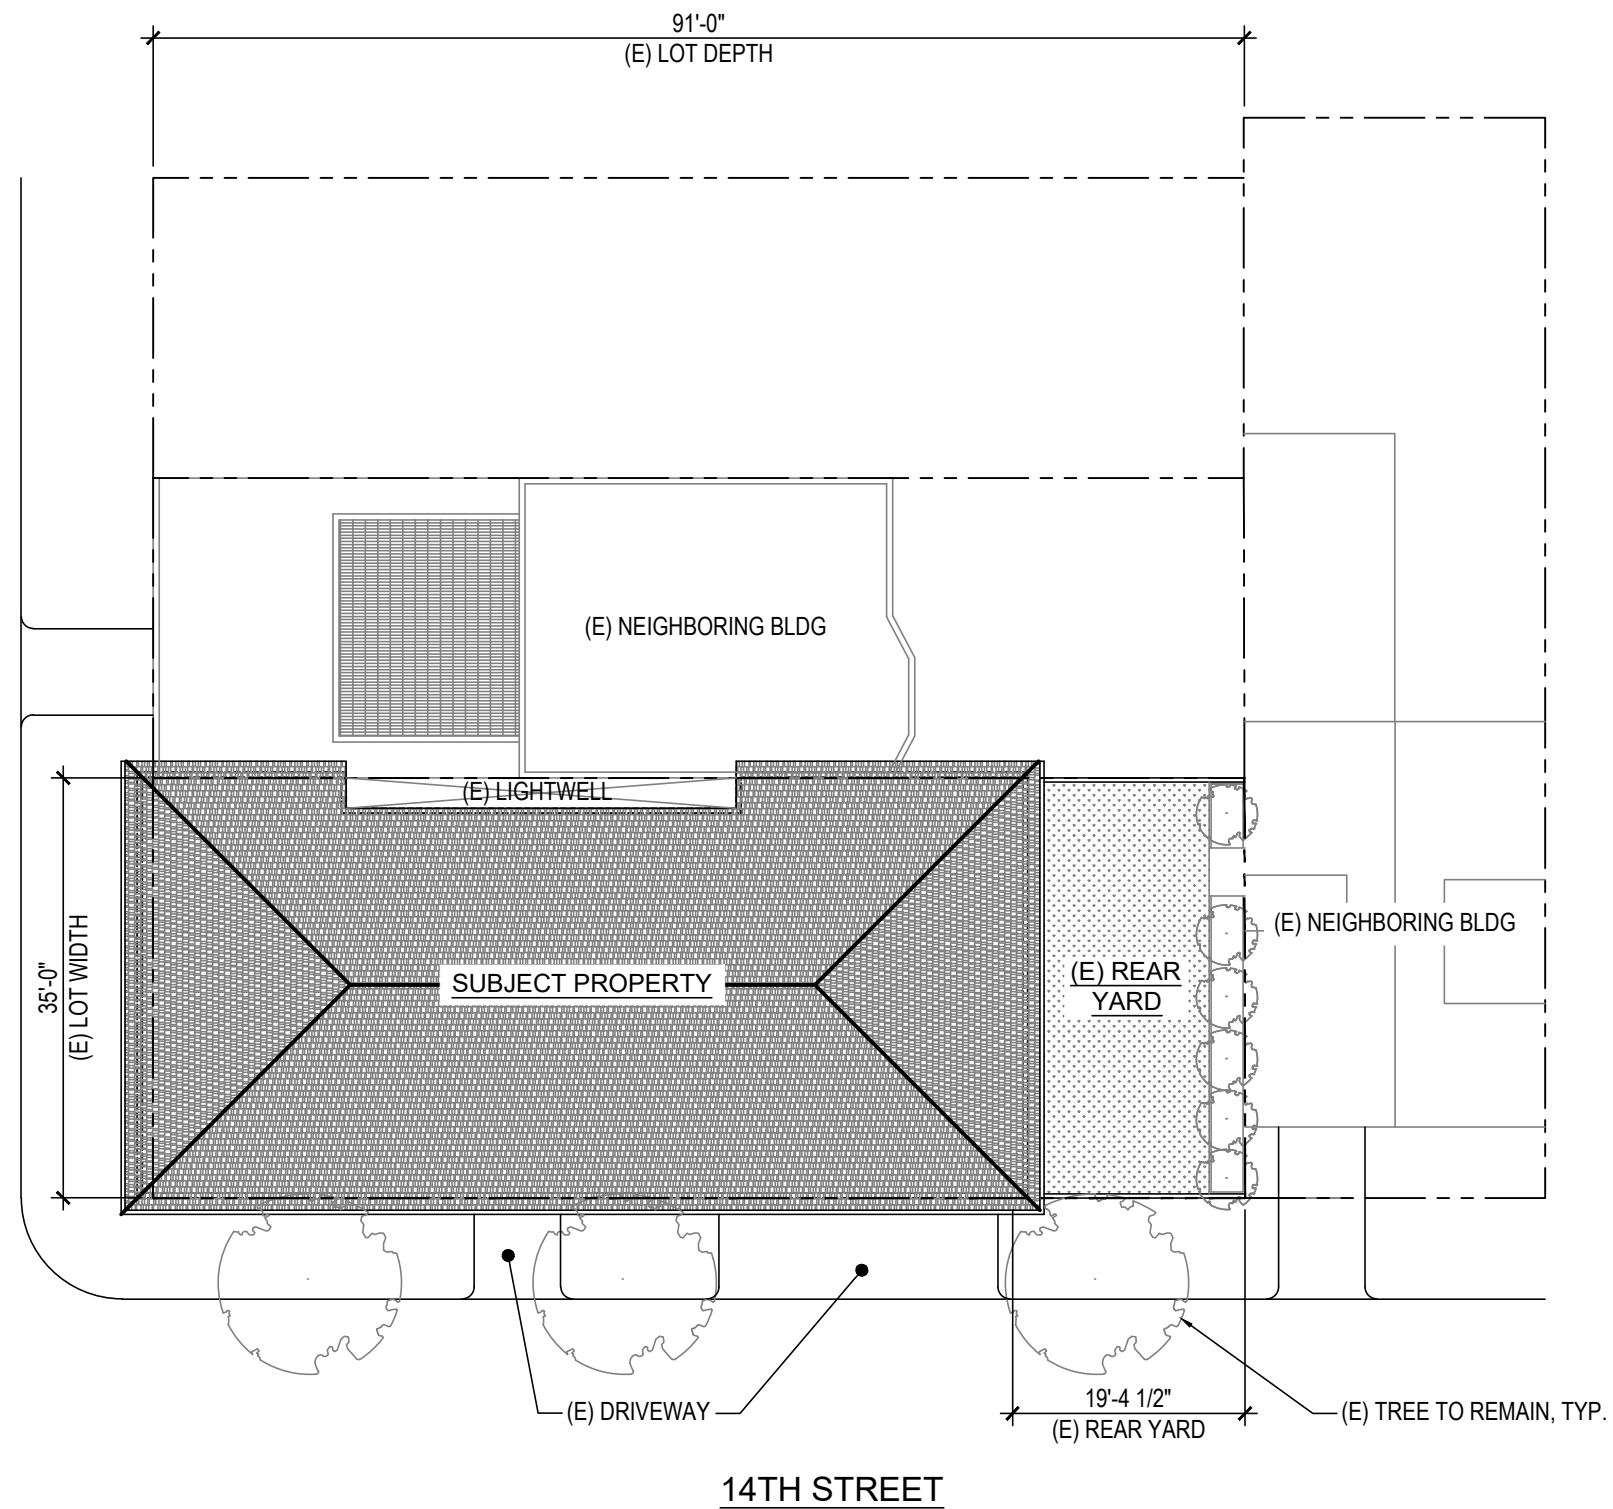 91'-0"
(E) LOT DEPTH
(E) NEIGHBORING BLDG
(E) LIGHTWELL
35'-0"
(E) LOT WIDTH
SUBJECT PROPERTY
(E) REAR
YARD
(E) NEIGHBORING BLDG
(E) DRIVEWAY
19'-4 1/2"
(E) REAR YARD
(E) TREE TO REMAIN, TYP.
14TH STREET